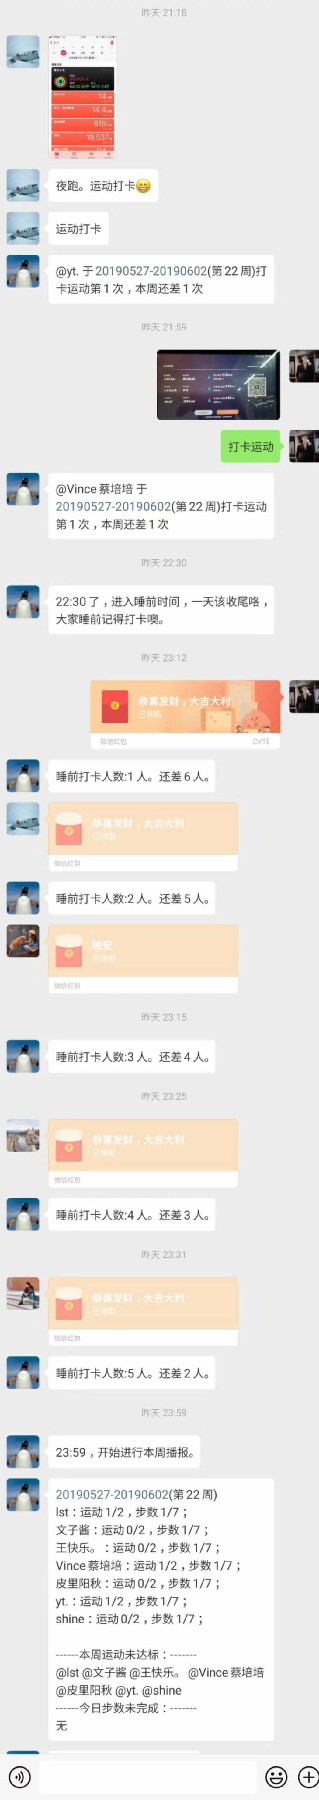 昨天 21:18
夜跑。运动打卡😁
运动打卡
@yt. 于 20190527-20190602(第 22 周)打
卡运动第 1 次，本周还差 1 次
昨天 21:59
打卡运动
@Vince 蔡培培 于
20190527-20190602(第 22 周)打卡运动
第 1 次，本周还差 1 次
昨天 22:30
22:30 了，进入睡前时间，一天该收尾咯，
大家睡前记得打卡噢。
昨天 23:12
恭喜发财，大吉大利
已领取
微信红包
CVTE
睡前打卡人数:1 人。还差 6 人。
恭喜发财，大吉大利
已领取
微信红包
睡前打卡人数:2 人。还差 5 人。
晚安
已领取
微信红包
昨天 23:15
睡前打卡人数:3 人。还差 4 人。
昨天 23:25
恭喜发财，大吉大利
已领取
微信红包
睡前打卡人数:4 人。还差 3 人。
昨天 23:31
恭喜发财，大吉大利
已领取
微信红包
睡前打卡人数:5 人。还差 2 人。
昨天 23:59
23:59，开始进行本周播报。
20190527-20190602(第 22 周)
lst：运动 1/2，步数 1/7；
文子酱：运动 0/2，步数 1/7；
王快乐。：运动 0/2，步数 1/7；
Vince 蔡培培：运动 1/2，步数 1/7；
皮里阳秋：运动 0/2，步数 1/7；
yt.：运动 1/2，步数 1/7；
shine：运动 0/2，步数 1/7；
------本周运动未达标：-------
@lst @文子酱 @王快乐。 @Vince 蔡培培
@皮里阳秋 @yt. @shine
------今日步数未完成：-------
无